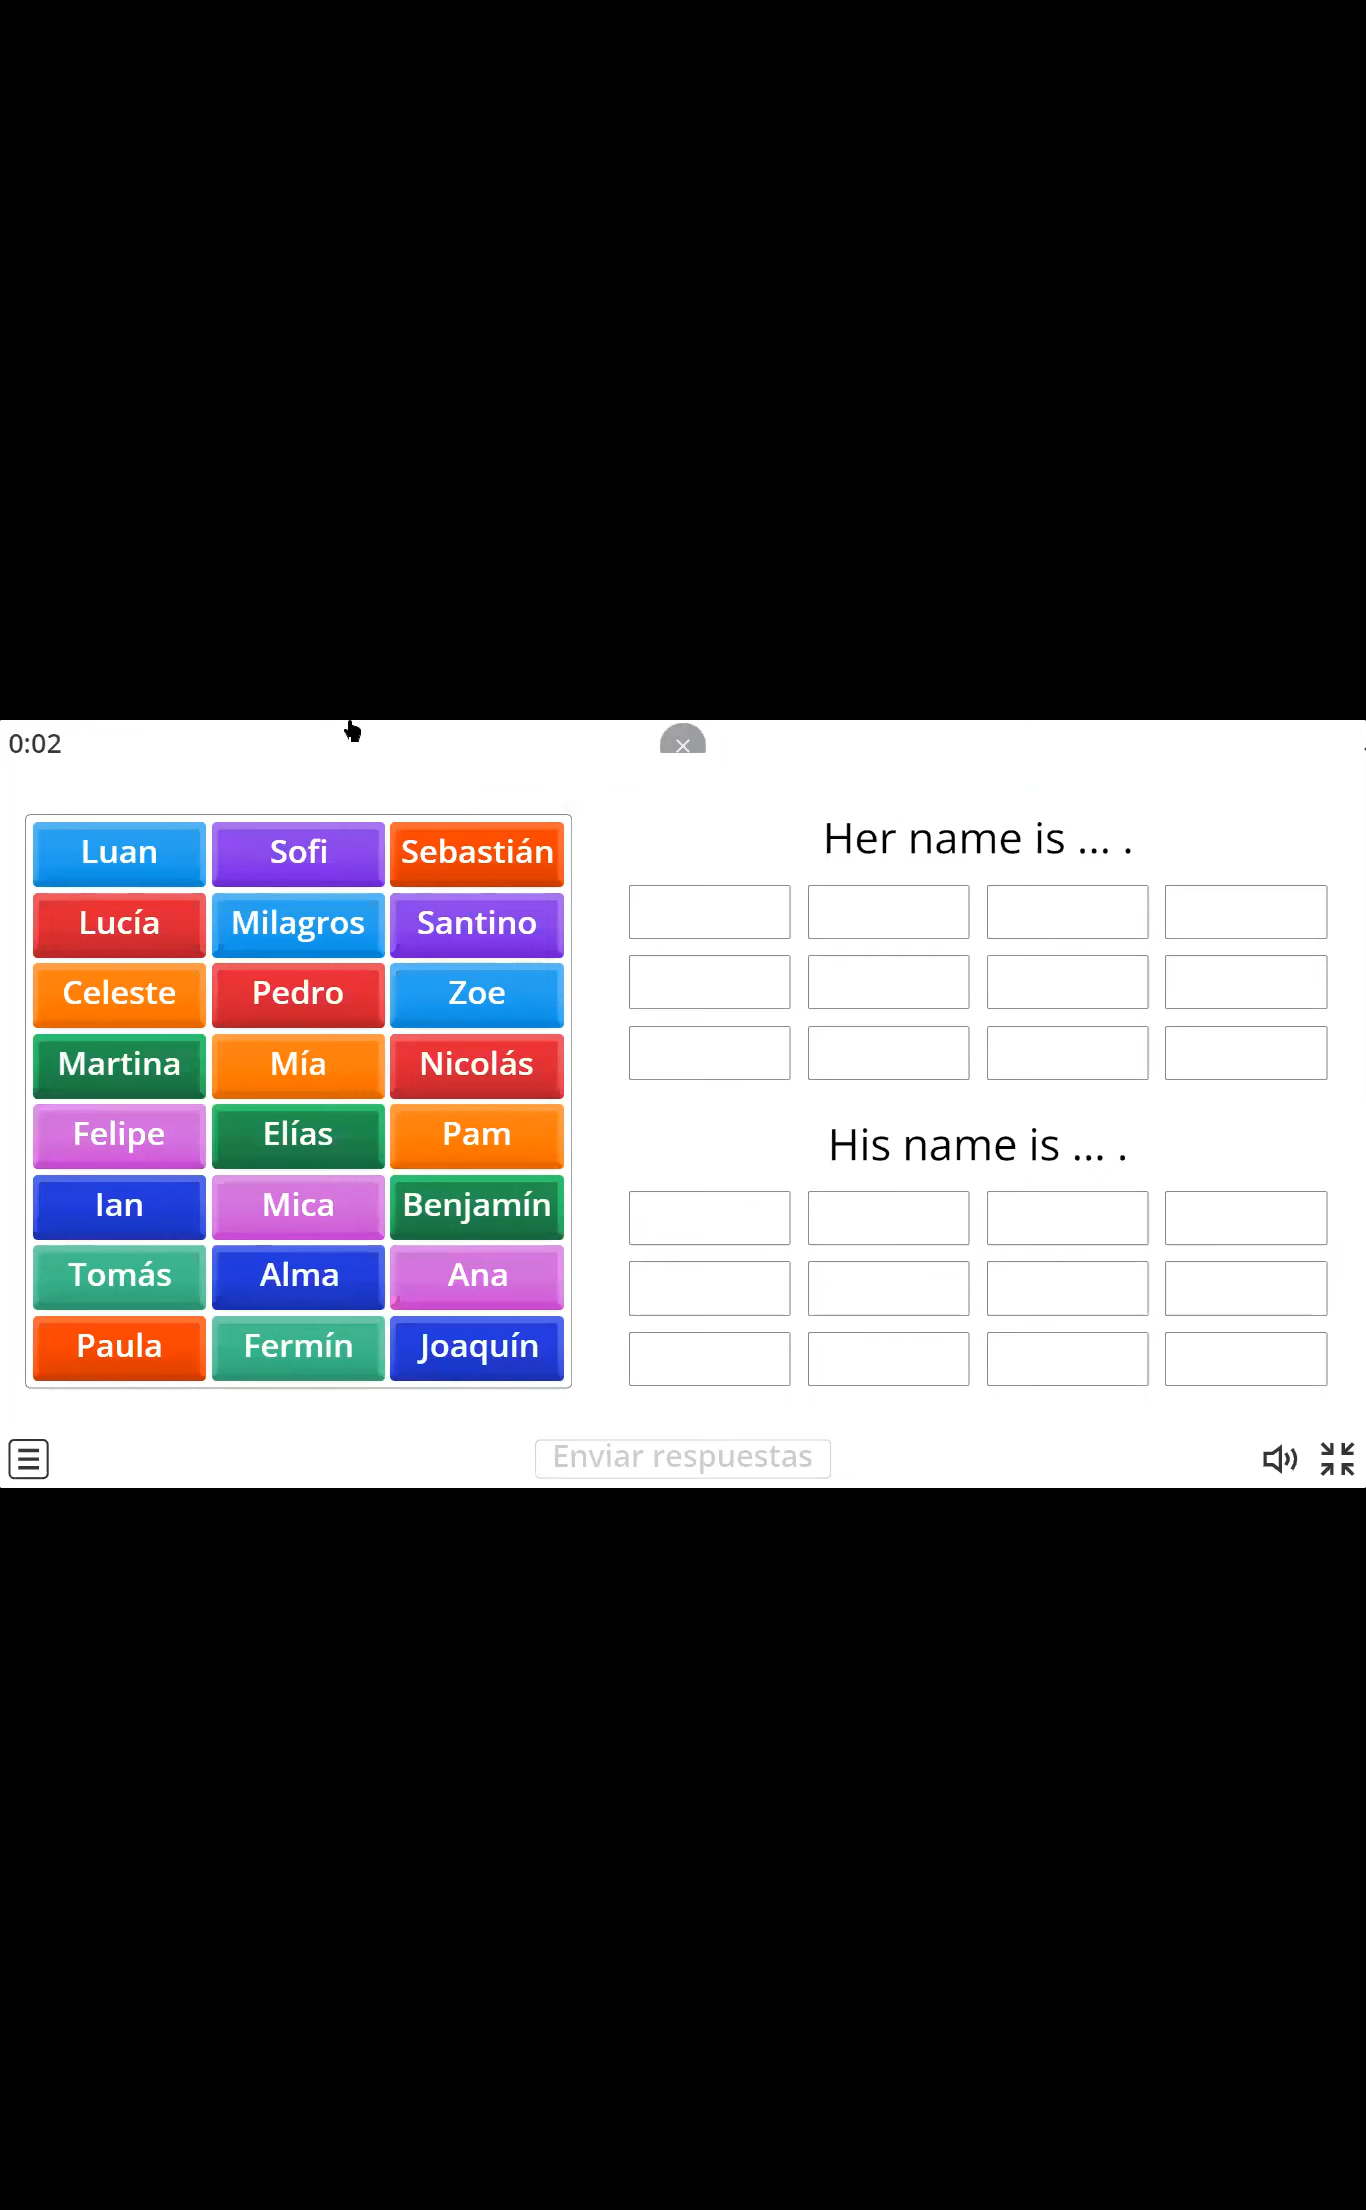 0:02
Luan Sofi Sebastián
Lucía Milagros Santino
Celeste Pedro Zoe
Martina Mía Nicolás
Felipe Elías Pam
Ian Mica Benjamín
Tomás Alma Ana
Paula Fermín Joaquín
Her name is ... .
His name is ... .
Enviar respuestas